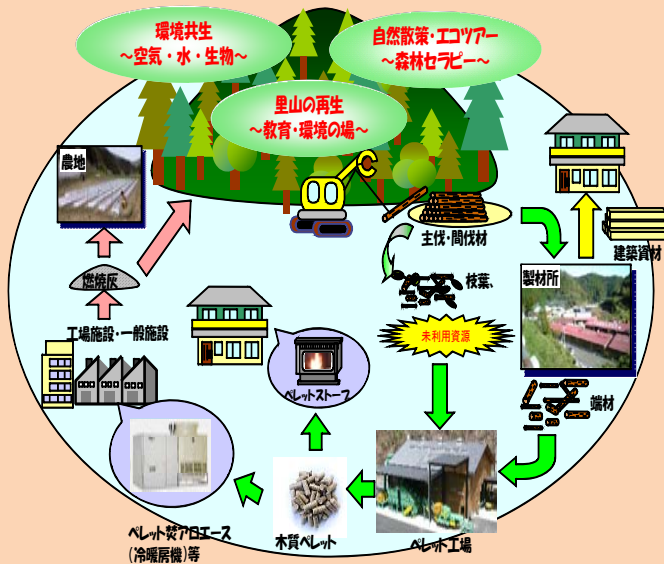 環境共生
～空気・水・生物～
自然散策・エコツアー
～森林セラピー～
里山の再生
～教育・環境の場～
農地
主伐・間伐材
建築資材
燃焼灰
枝葉、
製材所
工場施設・一般施設
未利用資源
ペレットストーブ
端材
ペレット焚アロエース
(冷暖房機)等
木質ペレット
ペレット工場